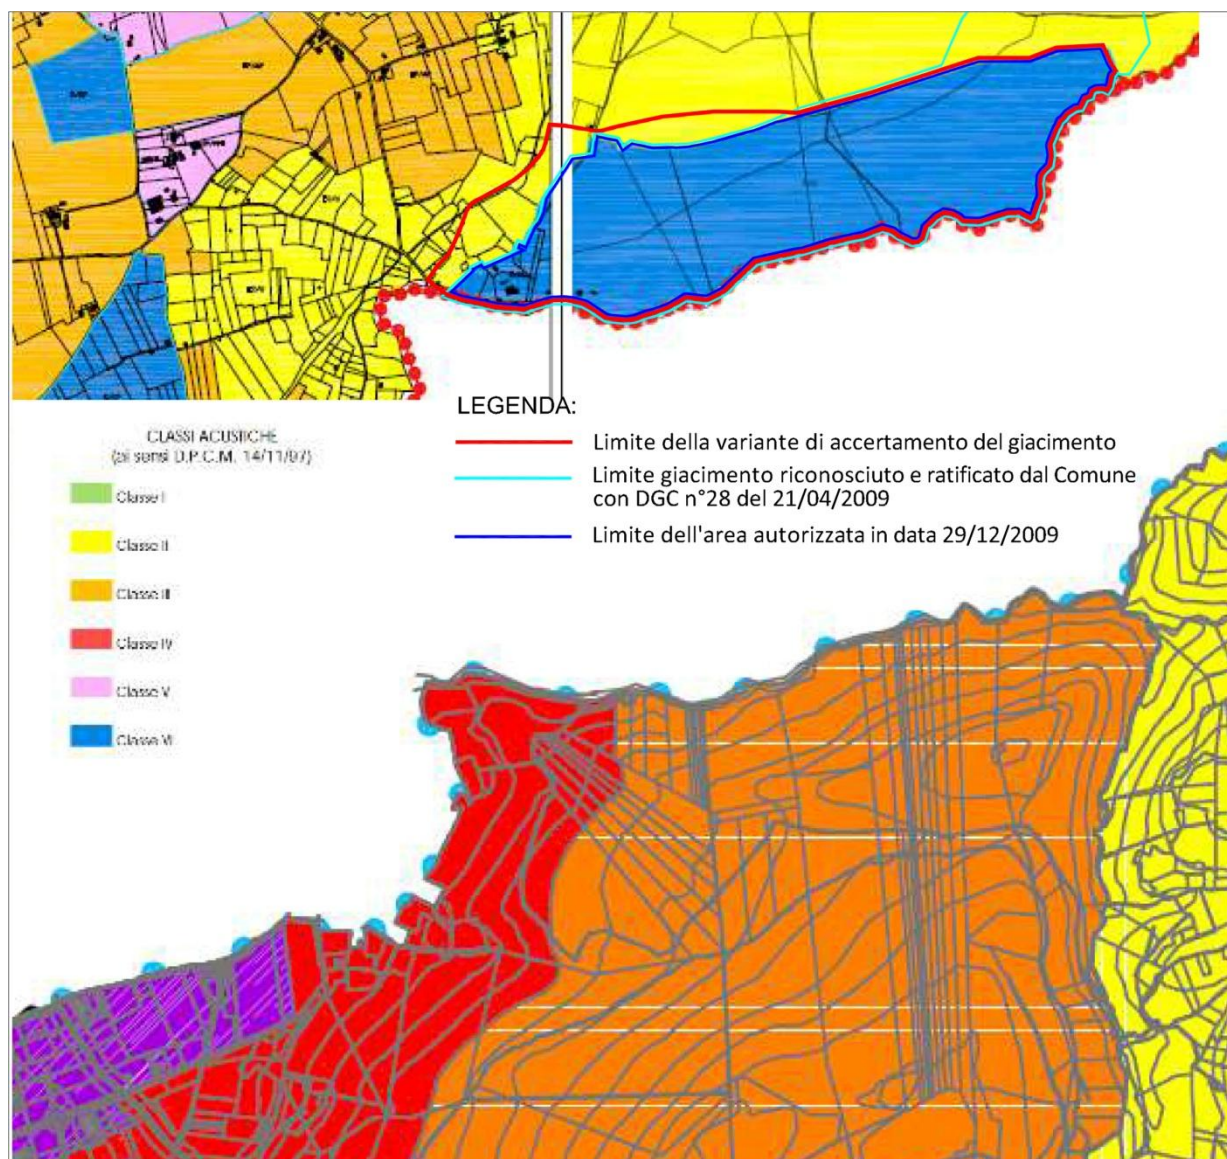 LEGENDA:
Limite della variante di accertamento del giacimento
Limite giacimento riconosciuto e ratificato dal Comune
con DGC n°28 del 21/04/2009
Limite dell'area autorizzata in data 29/12/2009
CLASSI ACUSTICHE
(ai sensi D.P.C.M. 14/11/97)
Classe I
Classe II
Classe III
Classe IV
Classe V
Classe VI